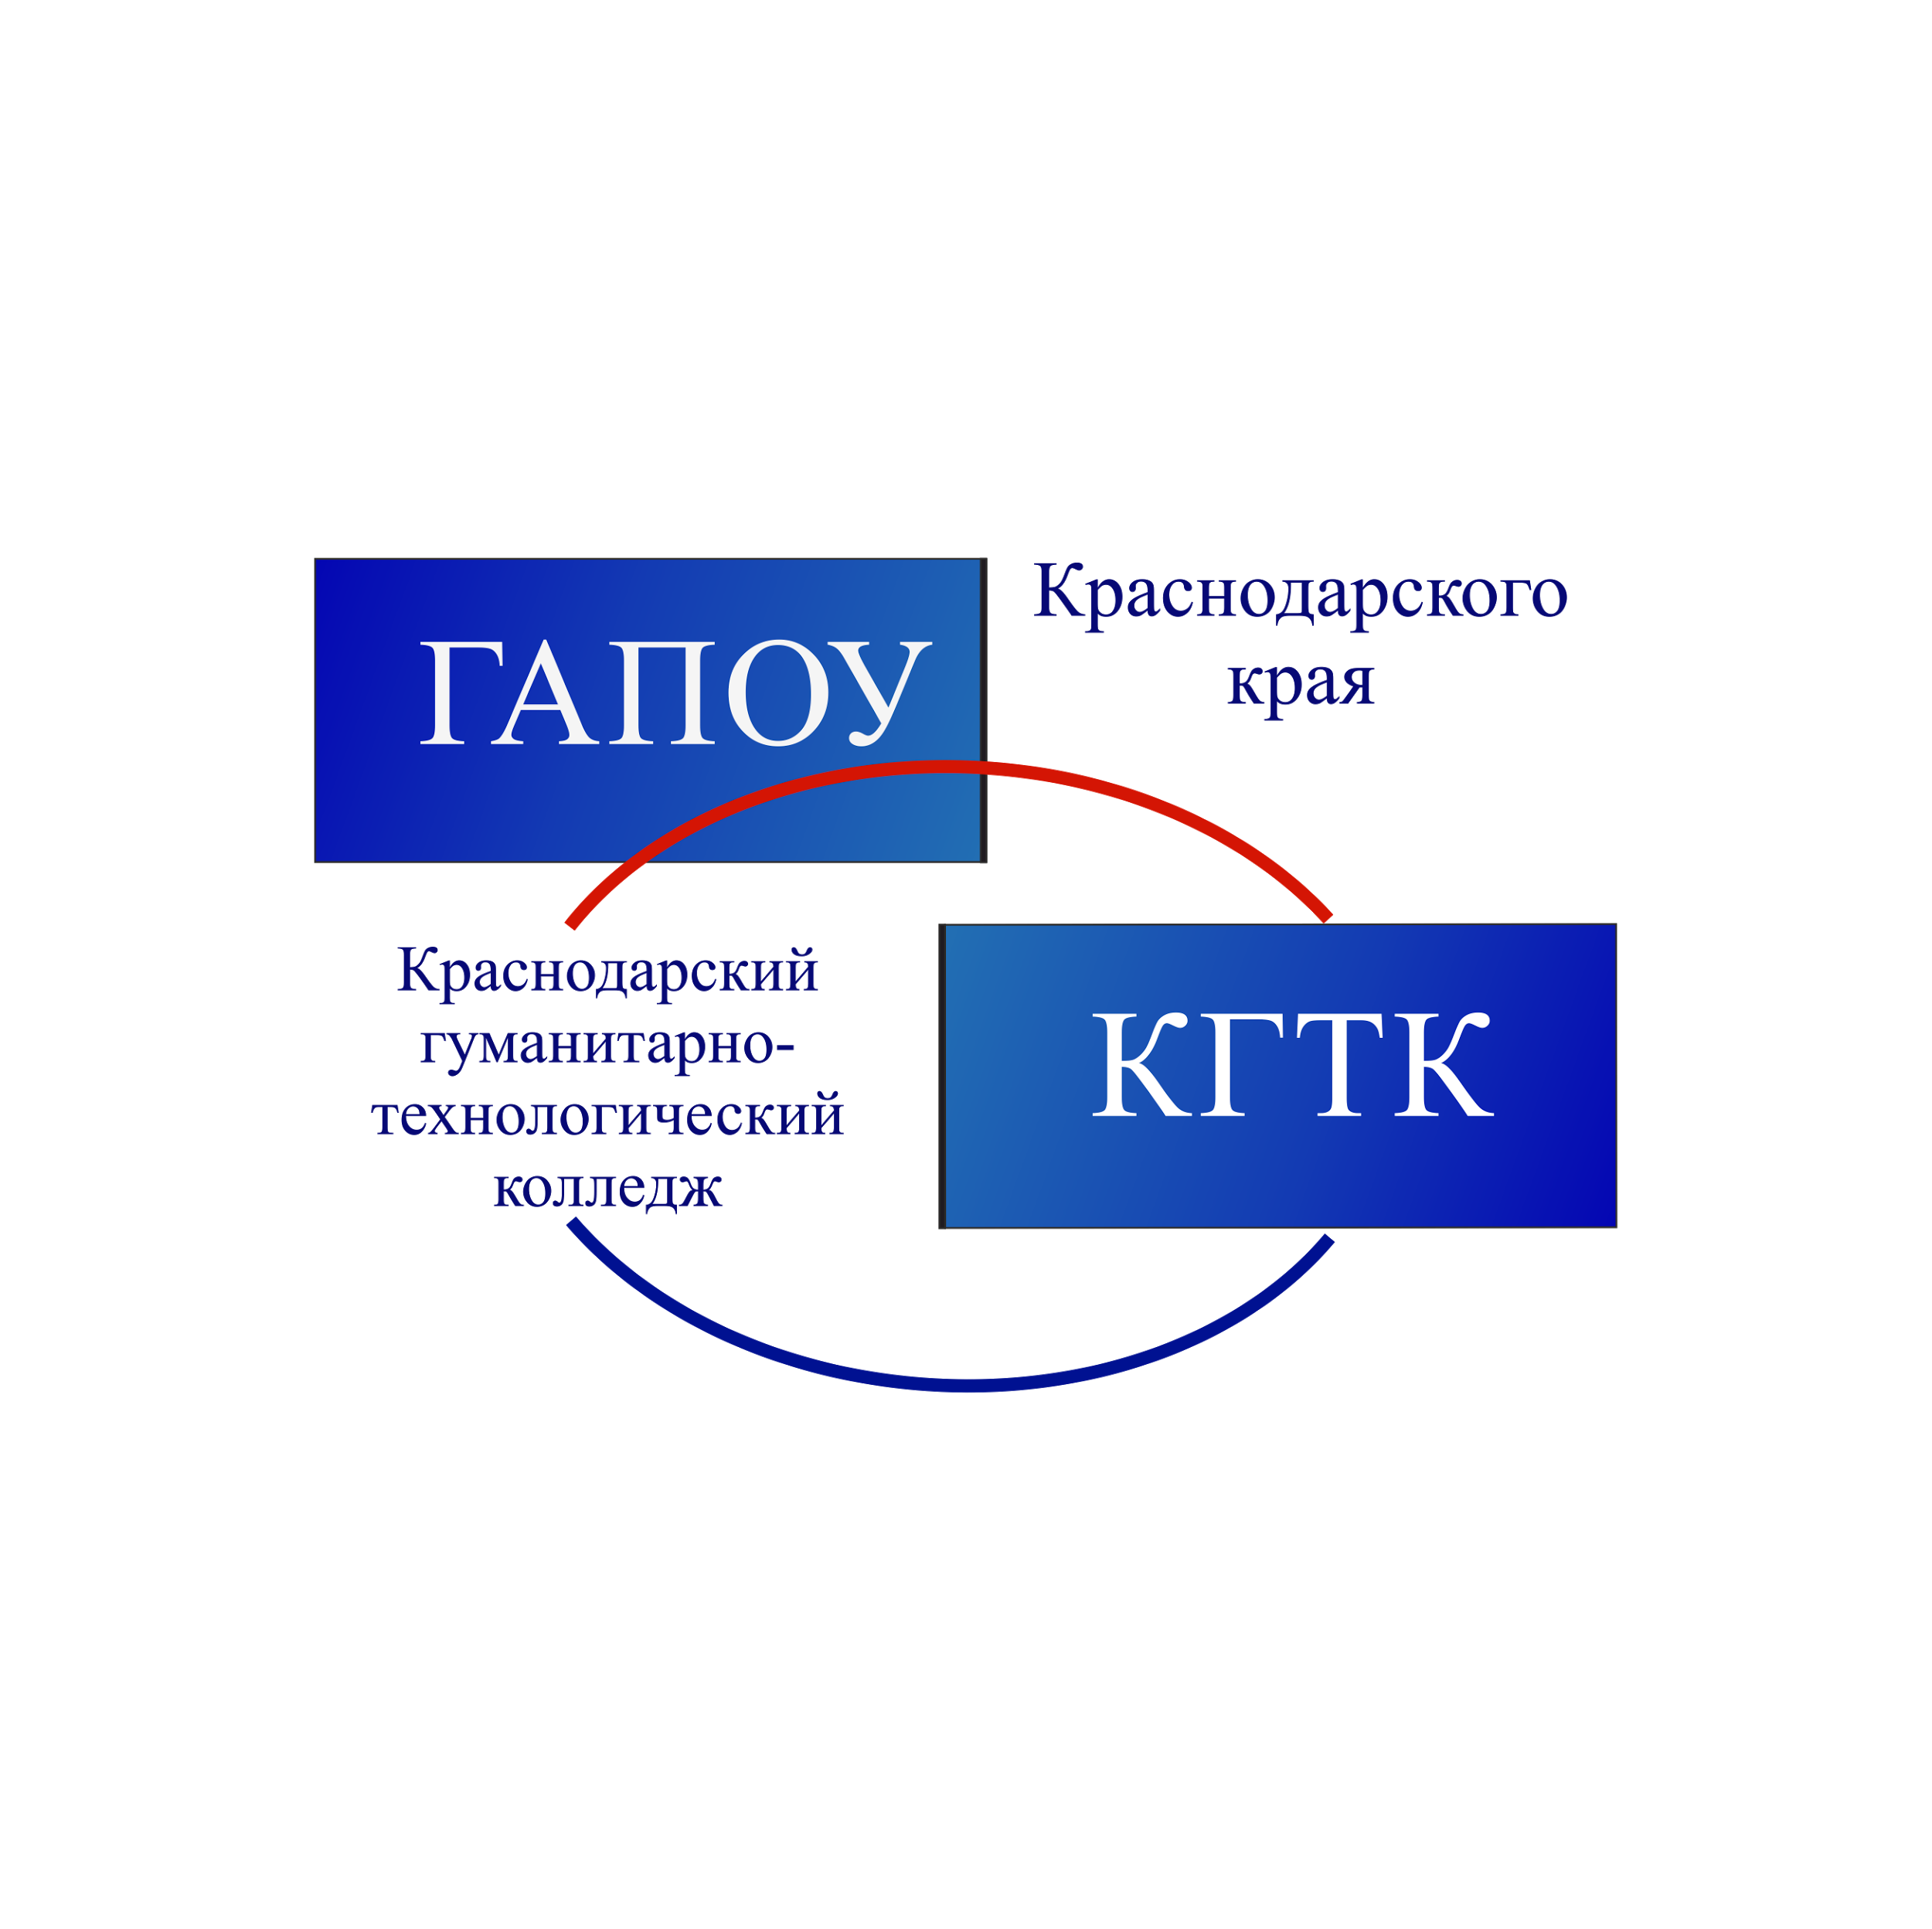 ГАПОУ
Краснодарского
края
Краснодарский
гуманитарно-
технологический
колледж
КГТК